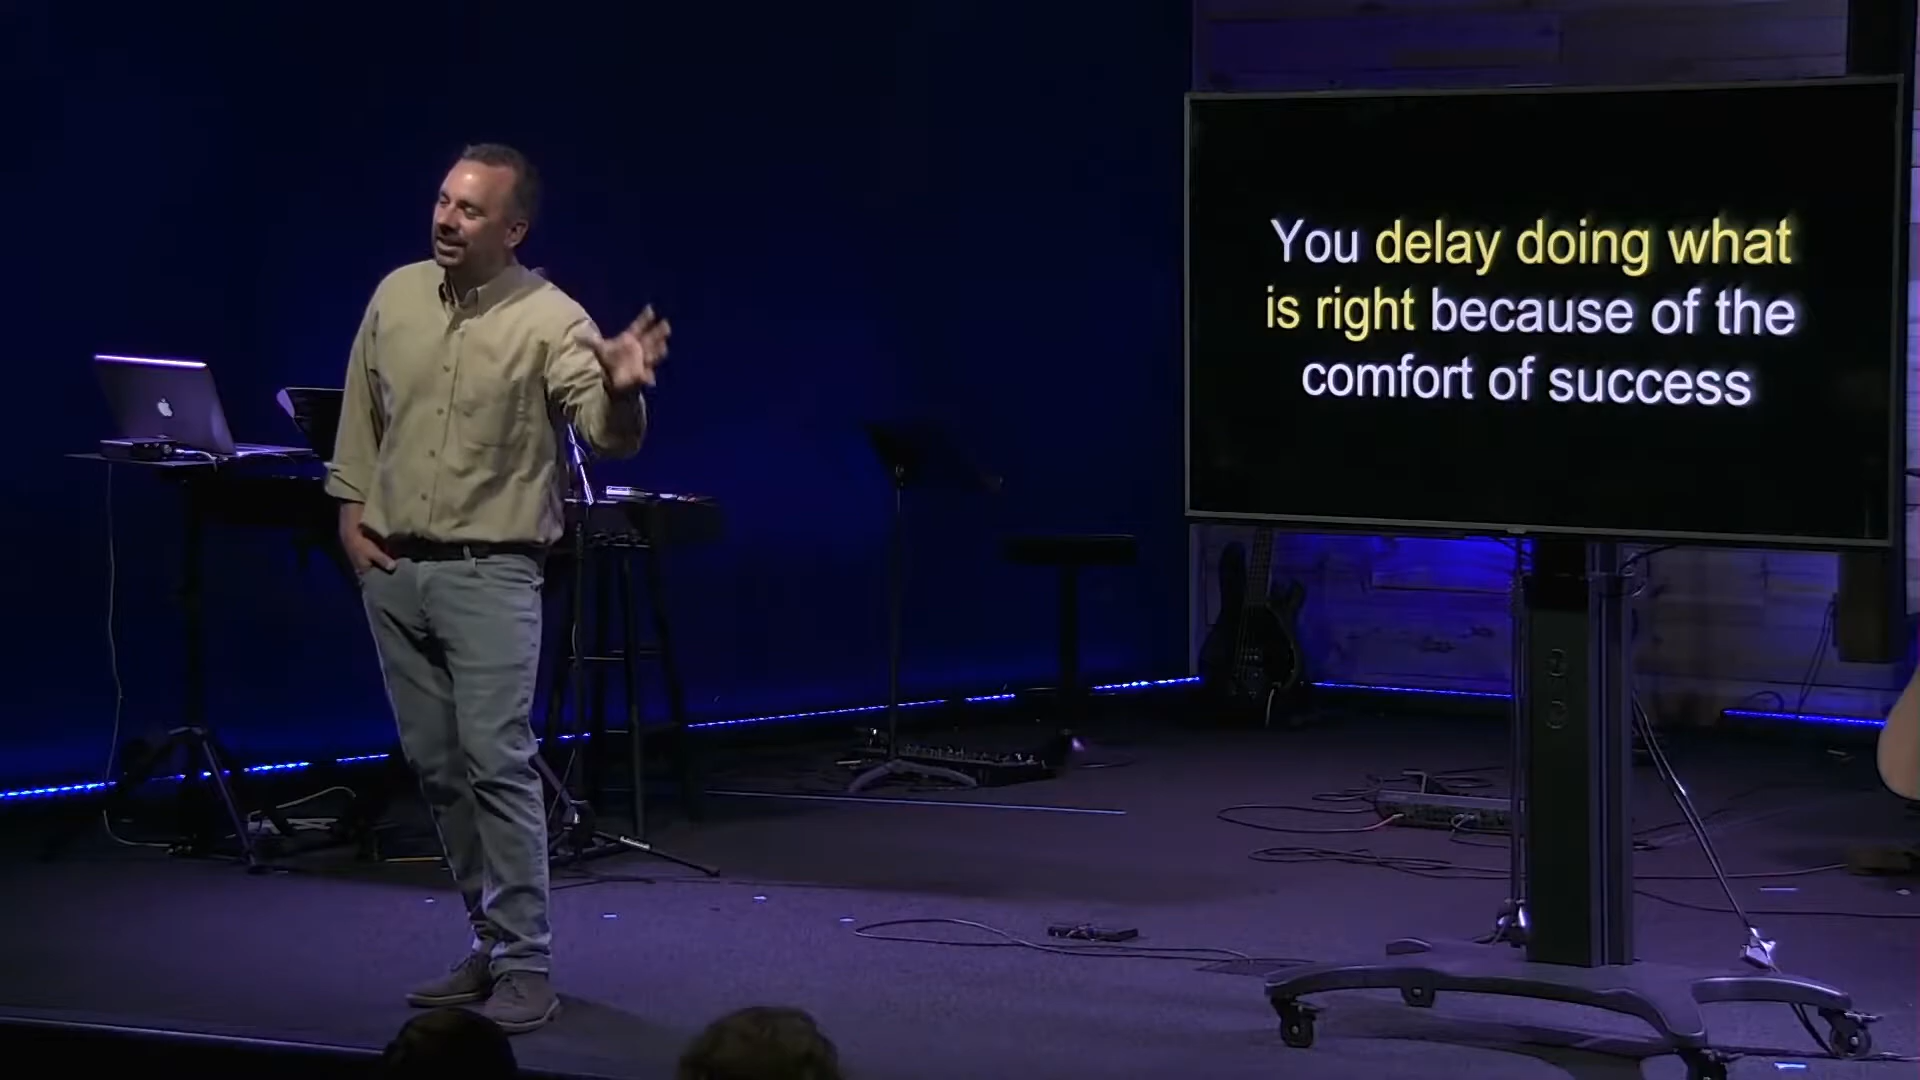 You delay doing what
is right because of the
comfort of success